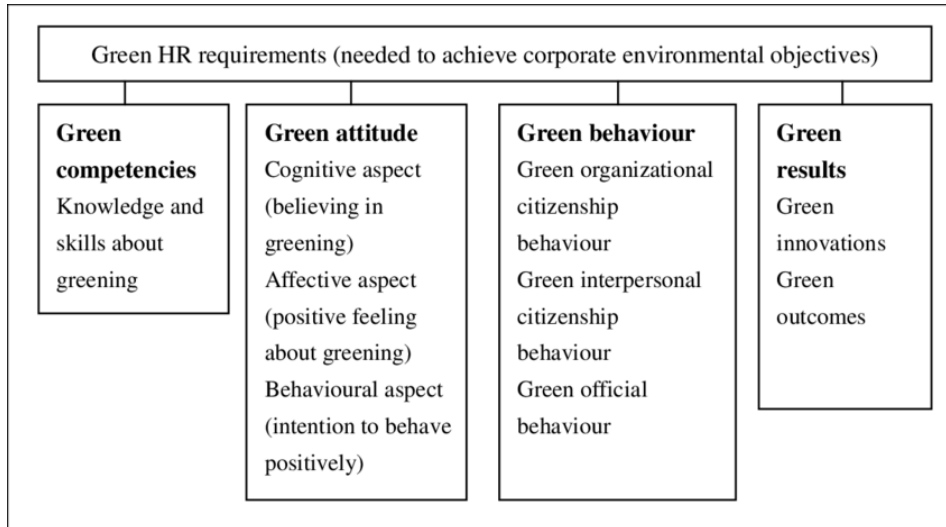 Green HR requirements (needed to achieve corporate environmental objectives)
Green
competencies
Knowledge and
skills about
greening
Green attitude
Cognitive aspect
(believing in
greening)
Affective aspect
(positive feeling
about greening)
Behavioural aspect
(intention to behave
positively)
Green behaviour
Green organizational
citizenship
behaviour
Green interpersonal
citizenship
behaviour
Green official
behaviour
Green
results
Green
innovations
Green
outcomes